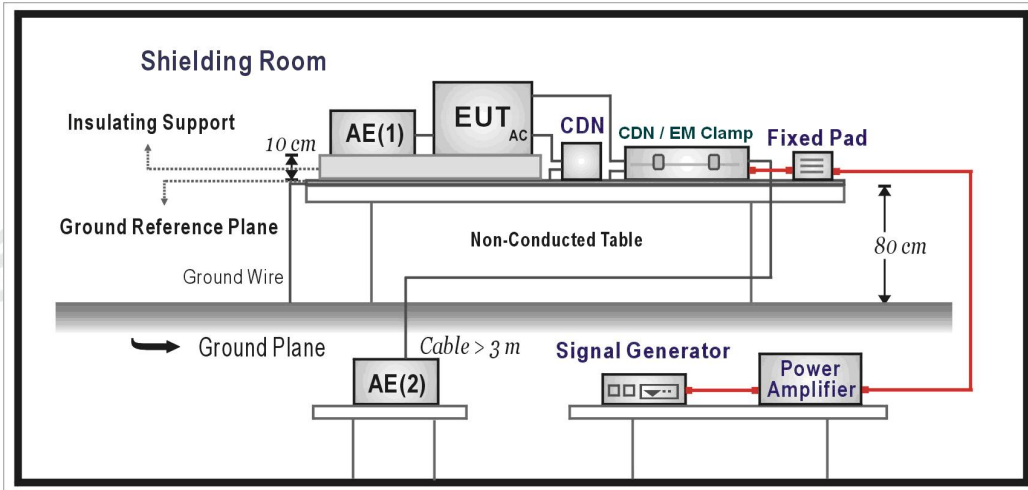 Shielding Room
Insulating Support
10 cm
AE(1)
EUT
AC
CDN
CDN / EM Clamp
Fixed Pad
Ground Reference Plane
Non-Conducted Table
80 cm
Ground Wire
Ground Plane
Cable > 3 m
Signal Generator
AE(2)
Power
Amplifier